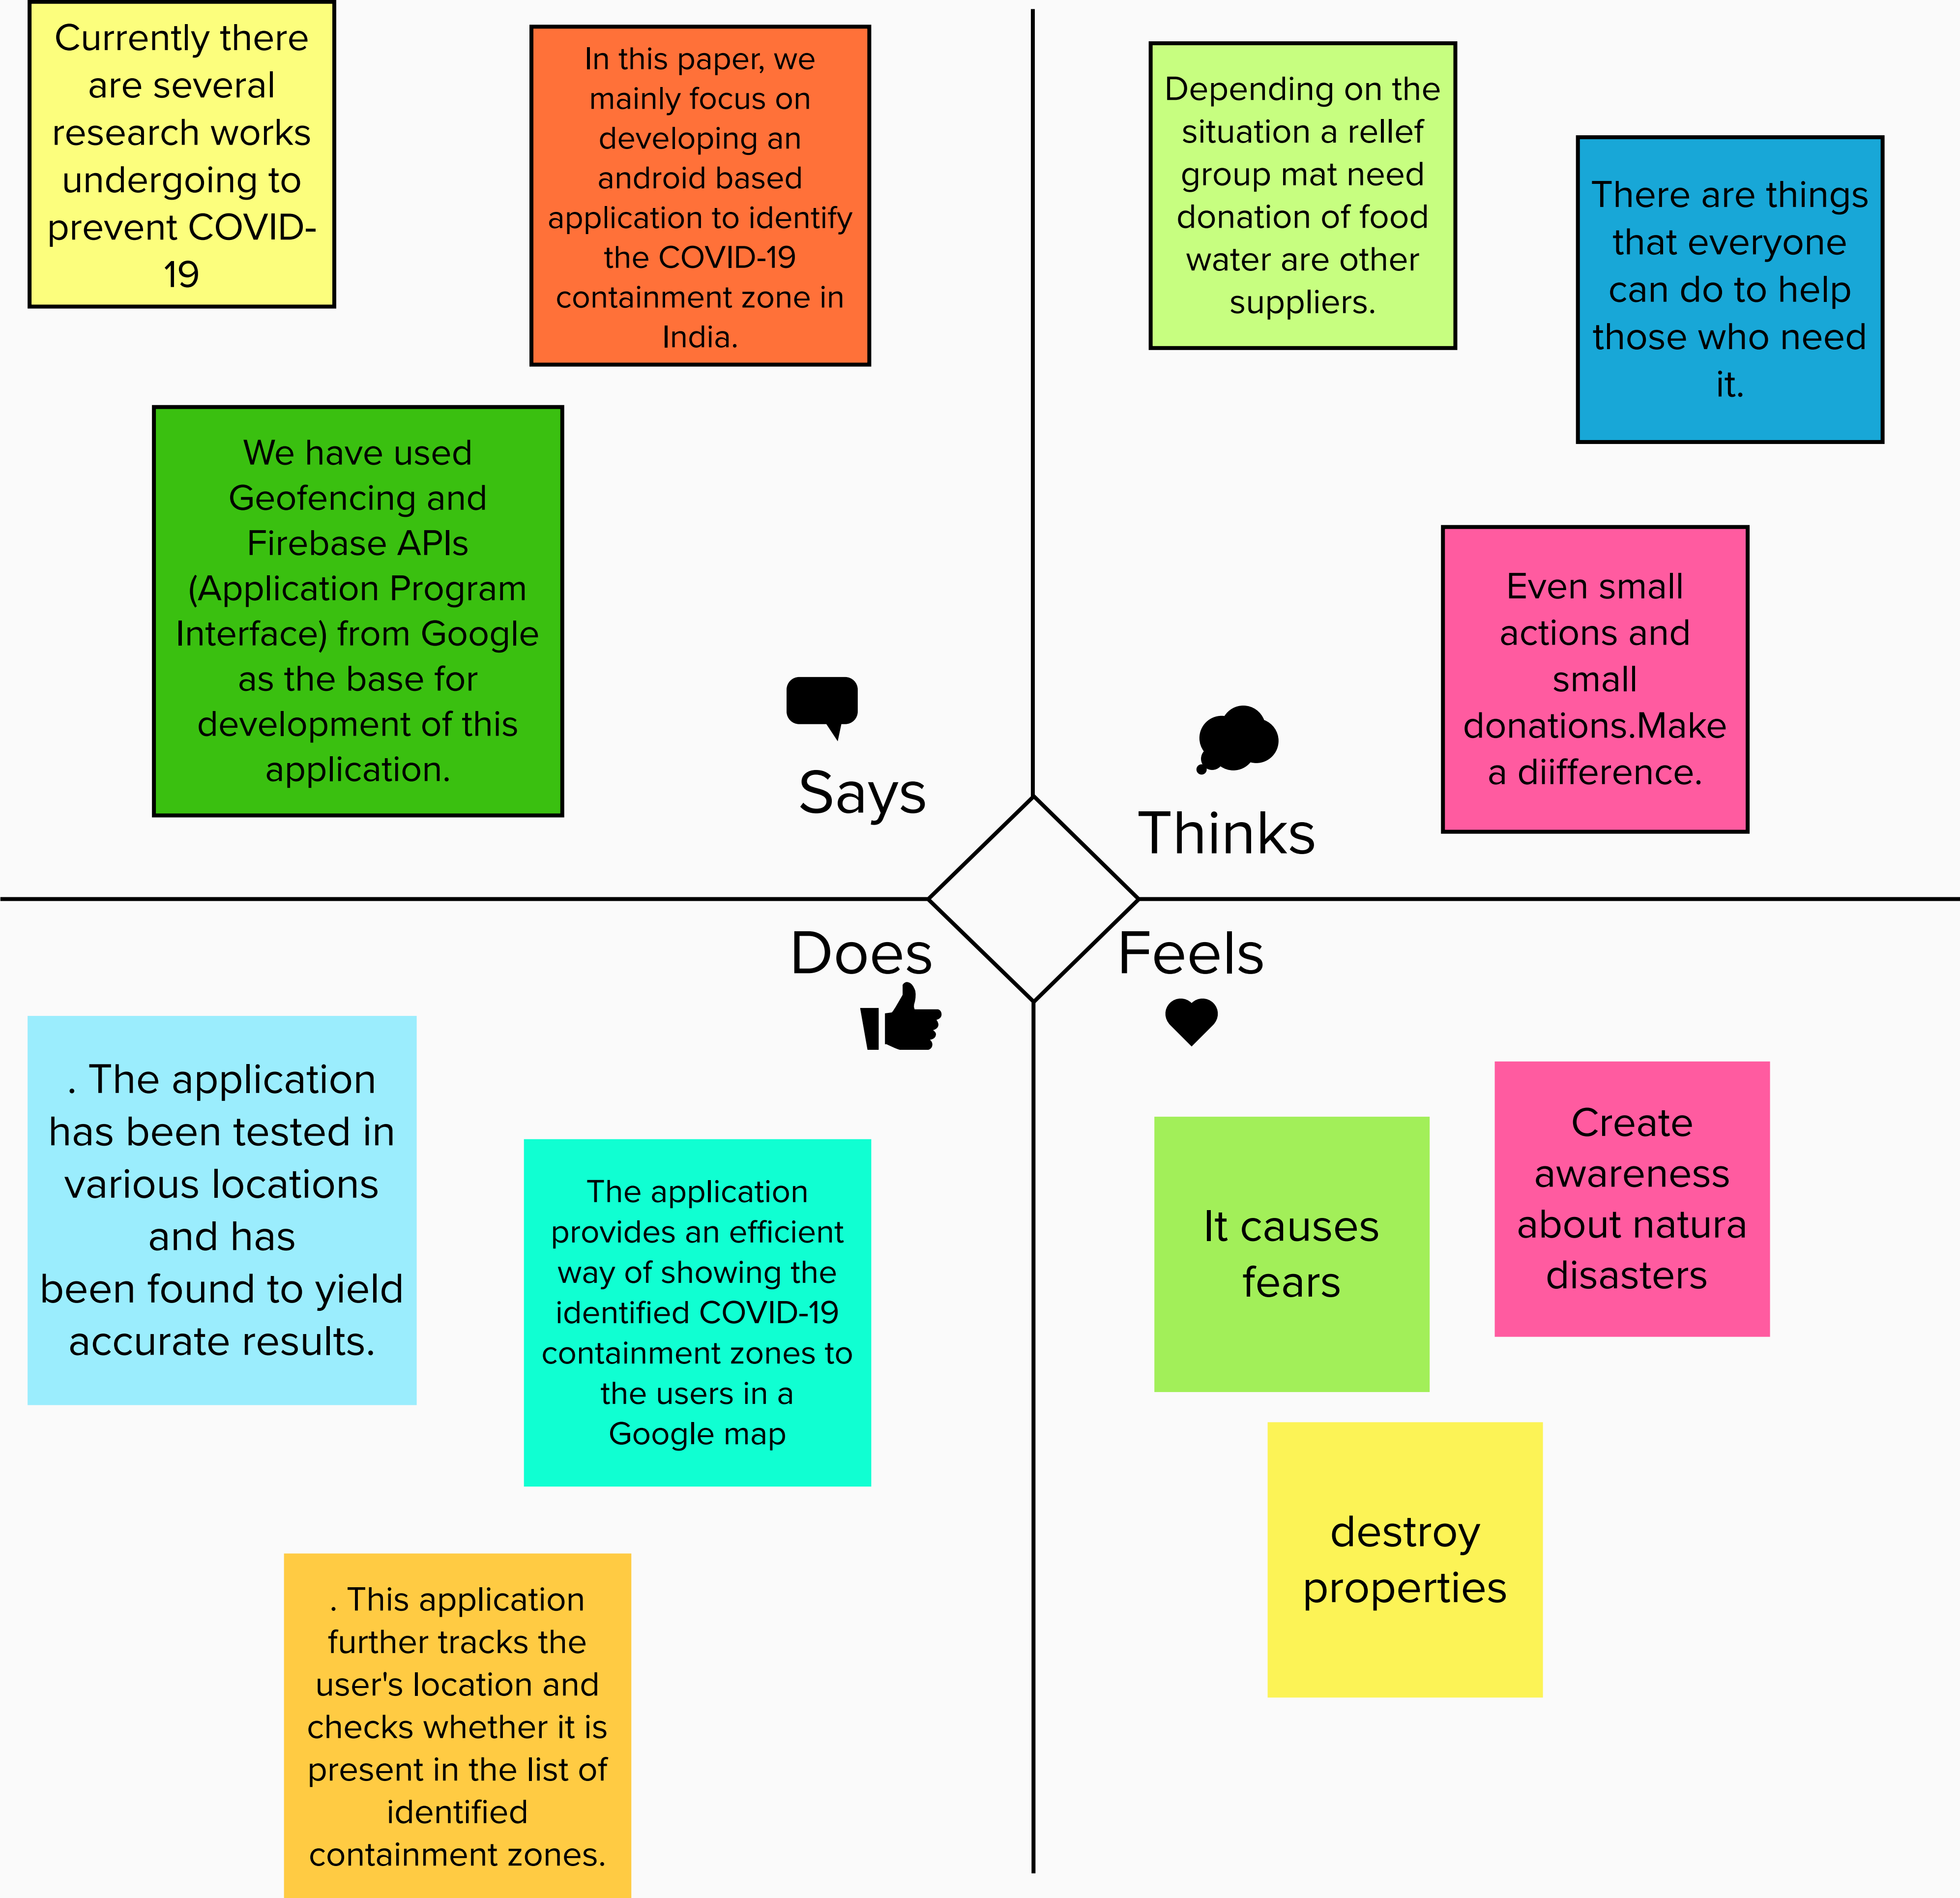 Currently there
are several
research works
undergoing to
prevent COVID-
19
In this paper, we
mainly focus on
developing an
android based
application to identify
the COVID-19
containment zone in
India.
We have used
Geofencing and
Firebase APIs
(Application Program
Interface) from Google
as the base for
development of this
application.
Says
Depending on the
situation a rellef
group mat need
donation of food
water are other
suppliers.
There are things
that everyone
can do to help
those who need
it.
Even small
actions and
small
donations.Make
a diifference.
Thinks
Does
. The application
has been tested in
various locations
and has
been found to yield
accurate results.
The application
provides an efficient
way of showing the
identified COVID-19
containment zones to
the users in a
Google map
. This application
further tracks the
user's location and
checks whether it is
present in the list of
identified
containment zones.
Feels
It causes
fears
Create
awareness
about natura
disasters
destroy
properties